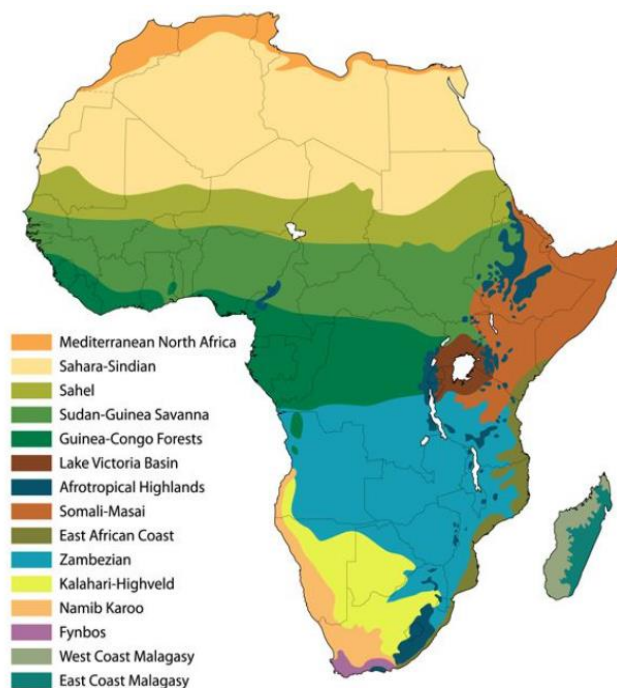 Mediterranean North Africa
Sahara-Sindian
Sahel
Sudan-Guinea Savanna
Guinea-Congo Forests
Lake Victoria Basin
Afrotropical Highlands
Somali-Masai
East African Coast
Zambezian
Kalahari-Highveld
Namib Karoo
Fynbos
West Coast Malagasy
East Coast Malagasy